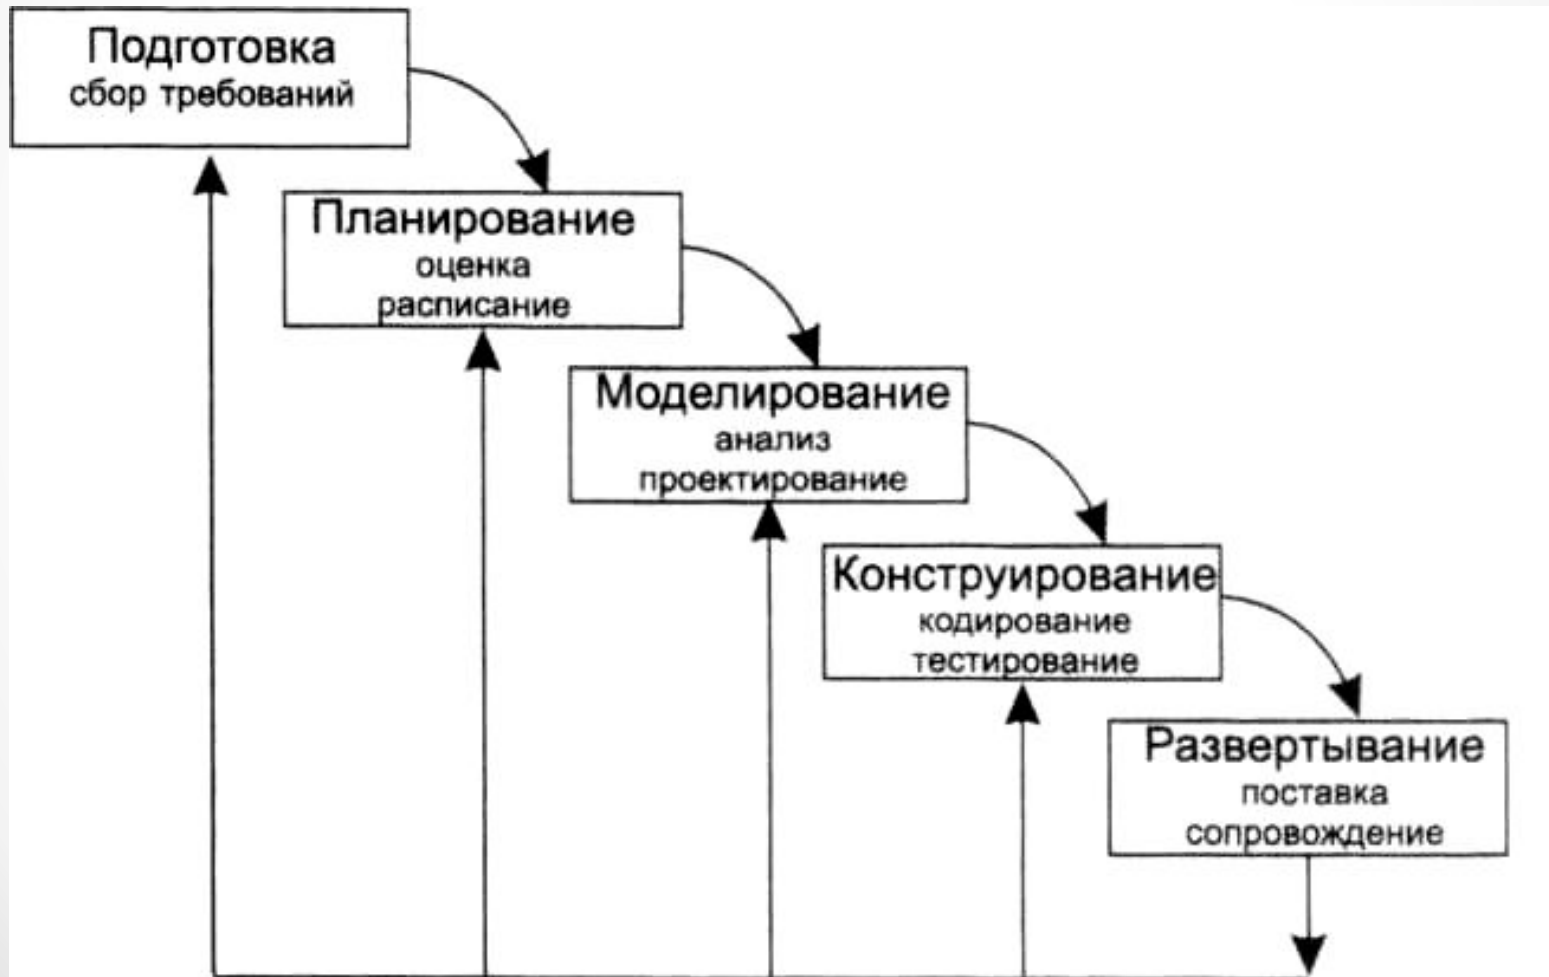 Подготовка
сбор требований
Планирование
оценка
расписание
Моделирование
анализ
проектирование
Конструирование
кодирование
тестирование
Развертывание
поставка
сопровождение